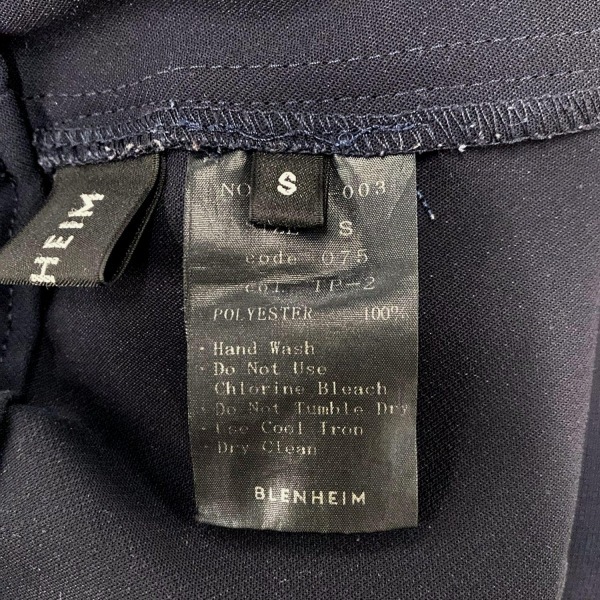 S
HEIM
NO -003
SIZE S
code 075
col. TP-2
POLYESTER 100%
· Hand Wash
· Do Not Use
Chlorine Bleach
· Do Not Tumble Dry
· Use Cool Iron
· Dry Clean
BLENHEIM